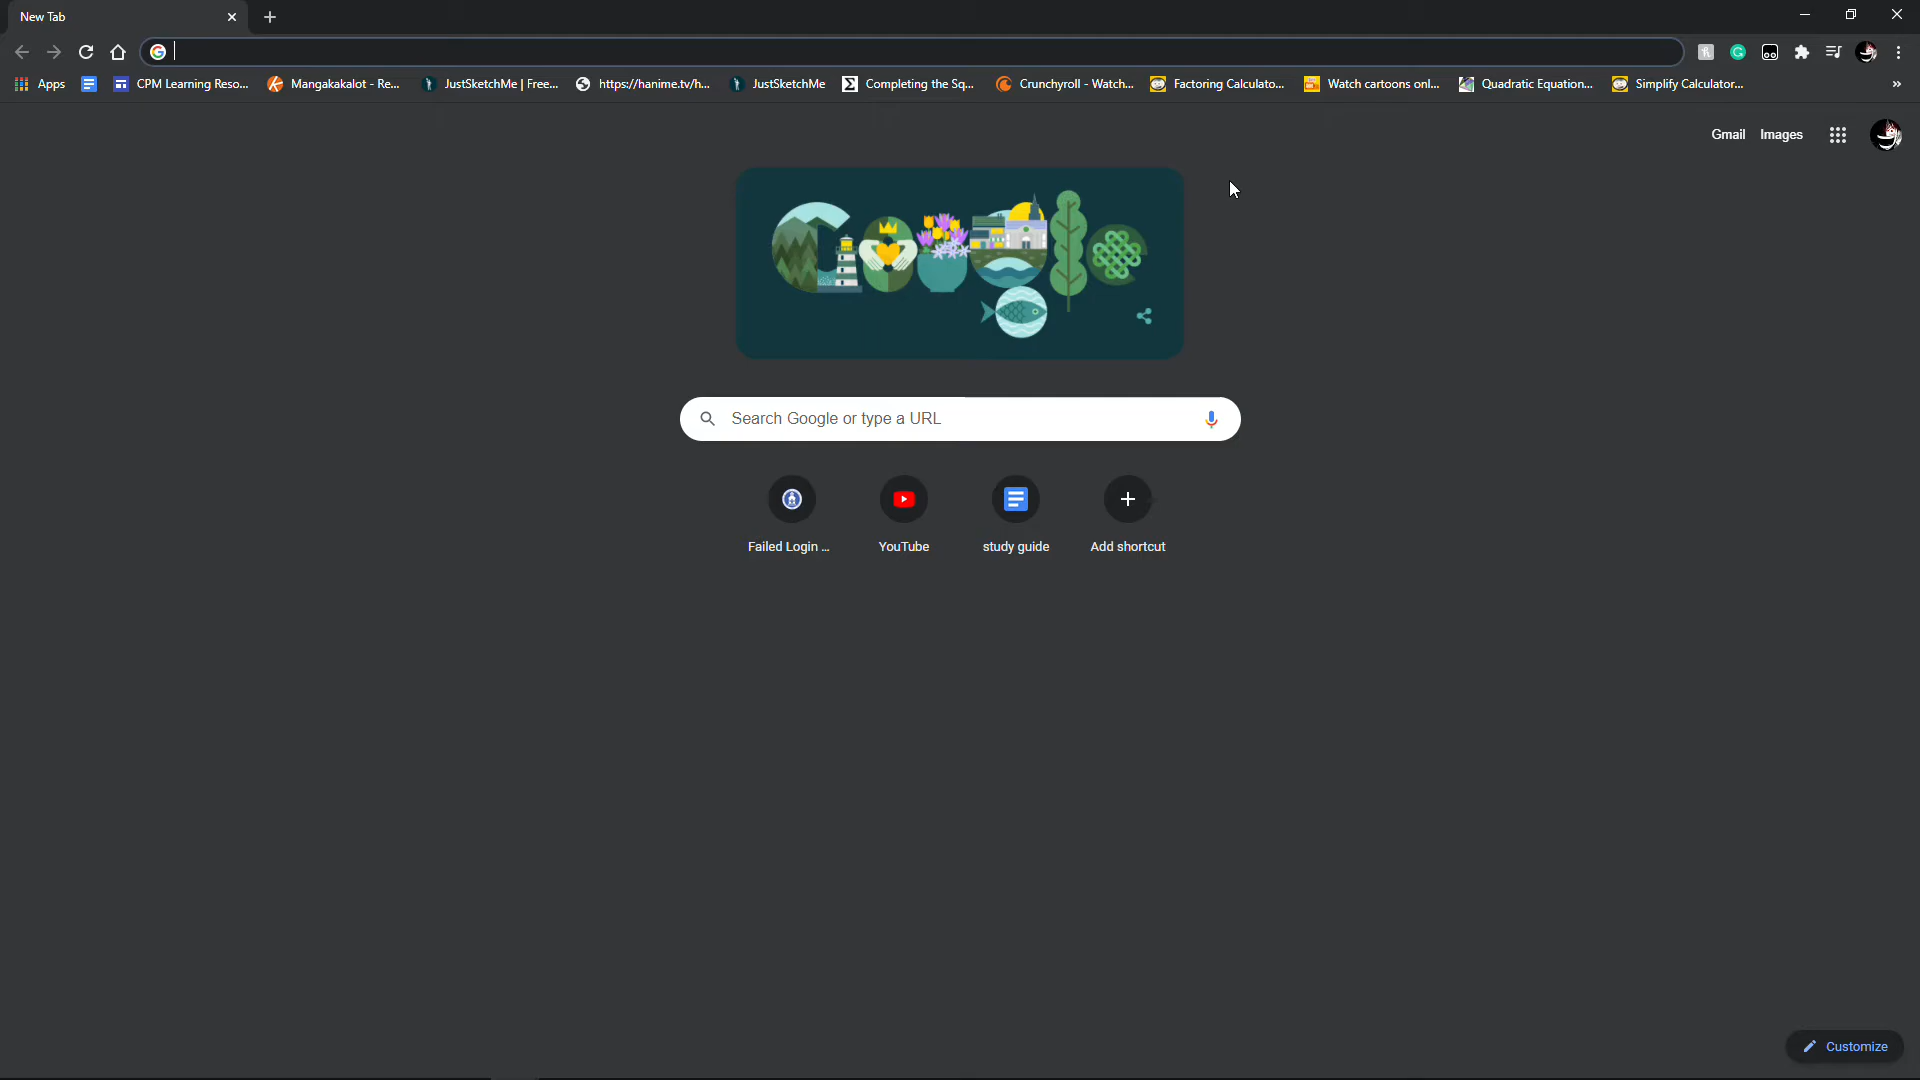 New Tab
Apps CPM Learning Reso... Mangakakalot - Re... JustSketchMe | Free... https://hanime.tv/h... JustSketchMe Completing the Sq... Crunchyroll - Watch... Factoring Calculato... Watch cartoons onl... Quadratic Equation... Simplify Calculator... »
Gmail Images
Search Google or type a URL
Failed Login ... YouTube study guide Add shortcut
Customize